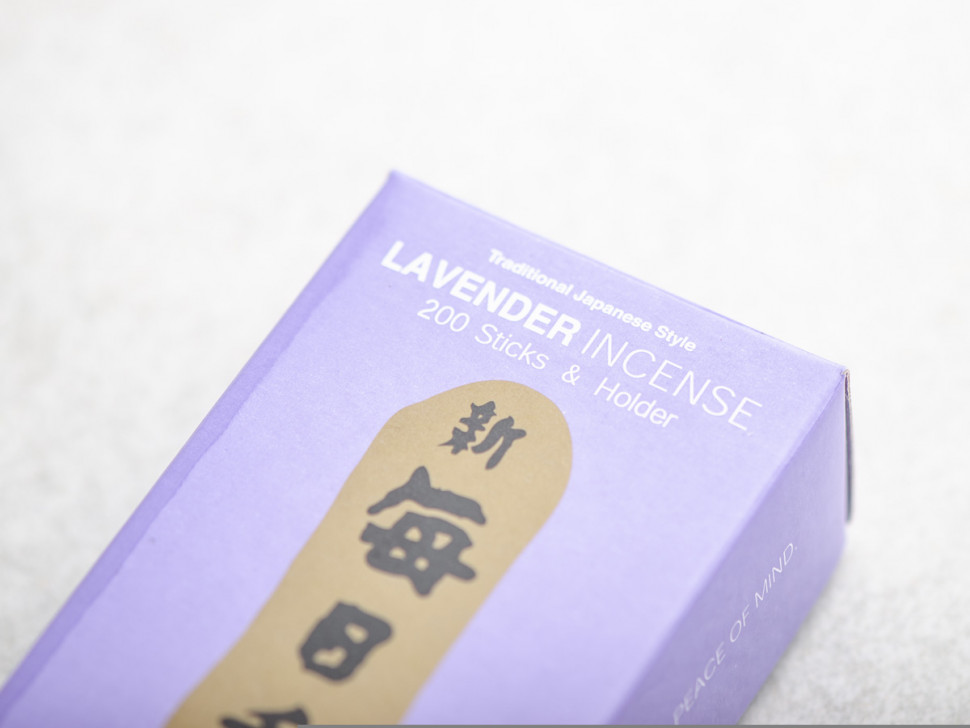 Traditional Japanese Style
LAVENDER INCENSE
200 Sticks & Holder
新
毎
日
PEACE OF MIND.